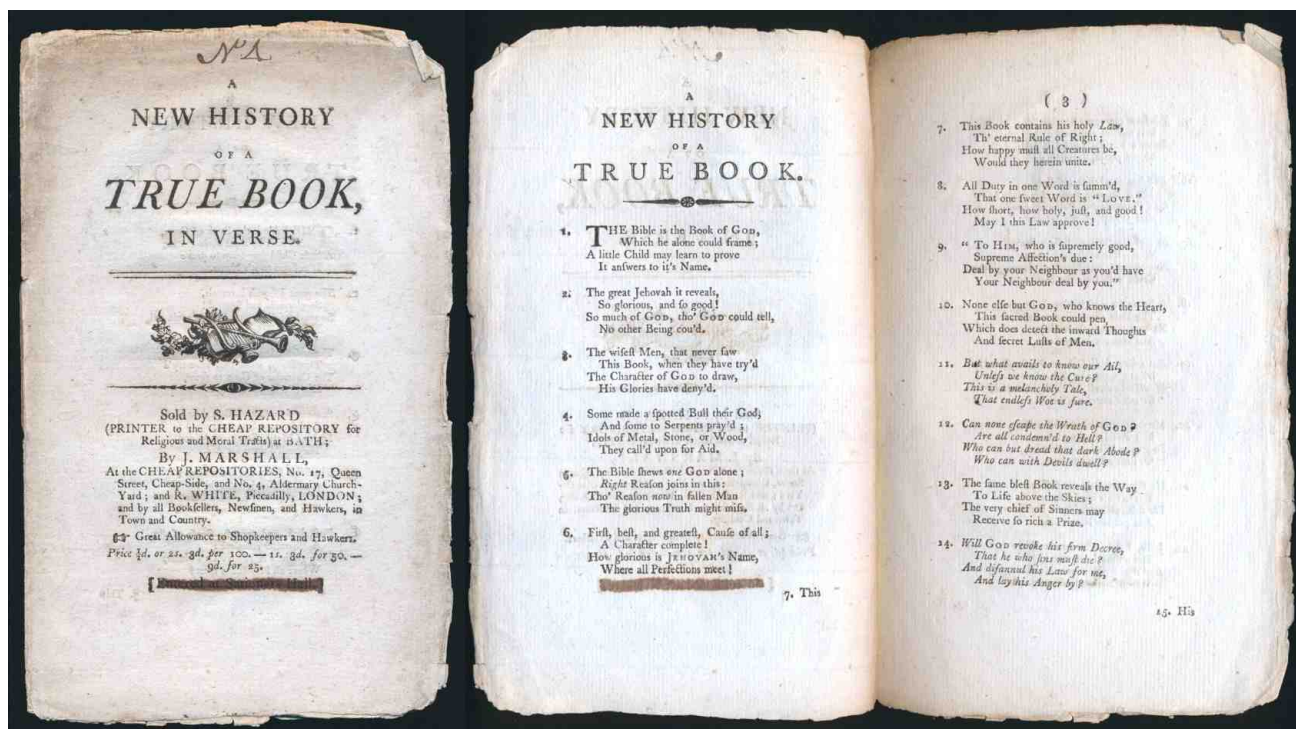 Nº 4
A
NEW HISTORY
OF A
TRUE BOOK,
IN VERSE.
Sold by S. HAZARD
(PRINTER to the CHEAP REPOSITORY for
Religious and Moral Tracts) at BATH;
By J. MARSHALL,
At the CHEAP REPOSITORIES, No. 17, Queen
Street, Cheap-Side, and No. 4, Aldermary Church-
Yard; and R. WHITE, Piccadilly, LONDON;
and by all Bookſellers, Newſmen, and Hawkers, in
Town and Country.
☞ Great Allowance to Shopkeepers and Hawkers.
Price ½d. or 2s. 3d. per 100. — 1s. 3d. for 50. —
9d. for 25.
[Entered at Stationers Hall.]
A
NEW HISTORY
OF A
TRUE BOOK.
1. THE Bible is the Book of GOD,
Which he alone could frame;
A little Child may learn to prove
It anſwers to it's Name.
2. The great Jehovah it reveals,
So glorious, and ſo good!
So much of GOD, tho' GOD could tell,
No other Being cou'd.
3. The wiſeſt Men, that never ſaw
This Book, when they have try'd
The Character of GOD to draw,
His Glories have deny'd.
4. Some made a ſpotted Bull their God;
And ſome to Serpents pray'd;
Idols of Metal, Stone, or Wood,
They call'd upon for Aid.
5. The Bible ſhews one GOD alone;
Right Reaſon joins in this:
Tho' Reaſon now in fallen Man
The glorious Truth might miſs.
6. Firſt, beſt, and greateſt, Cauſe of all;
A Character complete!
How glorious is JEHOVAH's Name,
Where all Perfections meet!
7. This
( 3 )
7. This Book contains his holy Law,
Th' eternal Rule of Right;
How happy muſt all Creatures be,
Would they herein unite.
8. All Duty in one Word is ſumm'd,
That one ſweet Word is "LOVE."
How ſhort, how holy, juſt, and good!
May I this Law approve!
9. "To HIM, who is ſupremely good,
Supreme Affection's due:
Deal by your Neighbour as you'd have
Your Neighbour deal by you."
10. None elſe but GOD, who knows the Heart,
This ſacred Book could pen,
Which does detect the inward Thoughts
And ſecret Luſts of Men.
11. But what avails to know our Ail,
Unleſs we know the Cure?
This is a melancholy Tale,
That endleſs Woe is ſure.
12. Can none eſcape the Wrath of GOD?
Are all condemn'd to Hell?
Who can but dread that dark Abode?
Who can with Devils dwell?
13. The ſame bleſt Book reveals the Way
To Life above the Skies;
The very chief of Sinners may
Receive ſo rich a Prize.
14. Will GOD revoke his firm Decree,
That he who ſins muſt die?
And diſannul his Law for me,
And lay his Anger by?
15. His